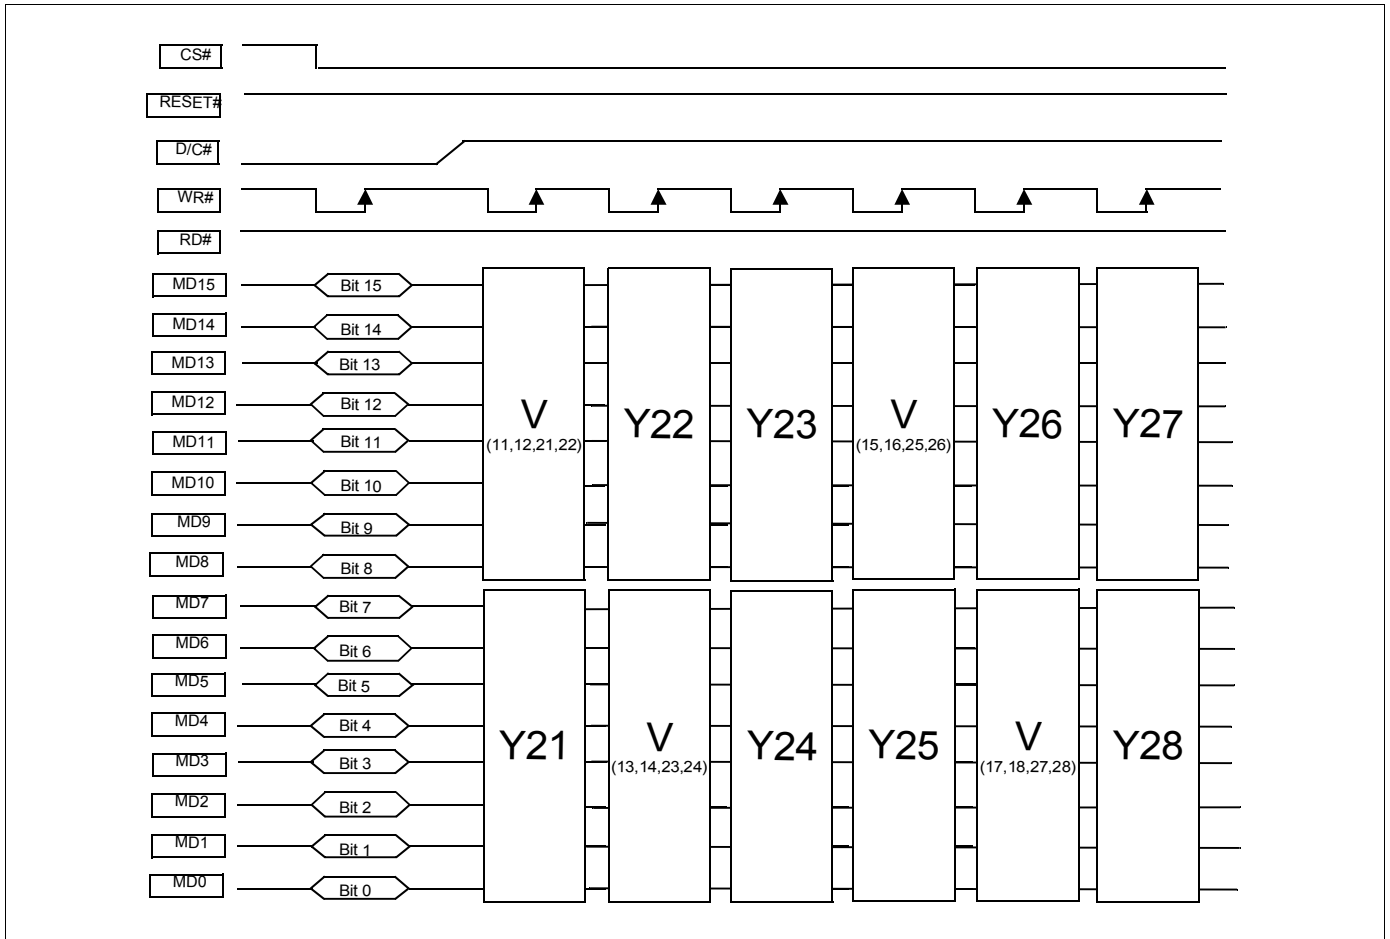 CS#
RESET#
D/C#
WR#
RD#
MD15 Bit 15
MD14 Bit 14
MD13 Bit 13
MD12 Bit 12
MD11 Bit 11
MD10 Bit 10
MD9 Bit 9
MD8 Bit 8
V Y22 Y23 V Y26 Y27
(11,12,21,22) (15,16,25,26)
MD7 Bit 7
MD6 Bit 6
MD5 Bit 5
MD4 Bit 4
MD3 Bit 3
MD2 Bit 2
MD1 Bit 1
MD0 Bit 0
Y21 V Y24 Y25 V Y28
(13,14,23,24) (17,18,27,28)